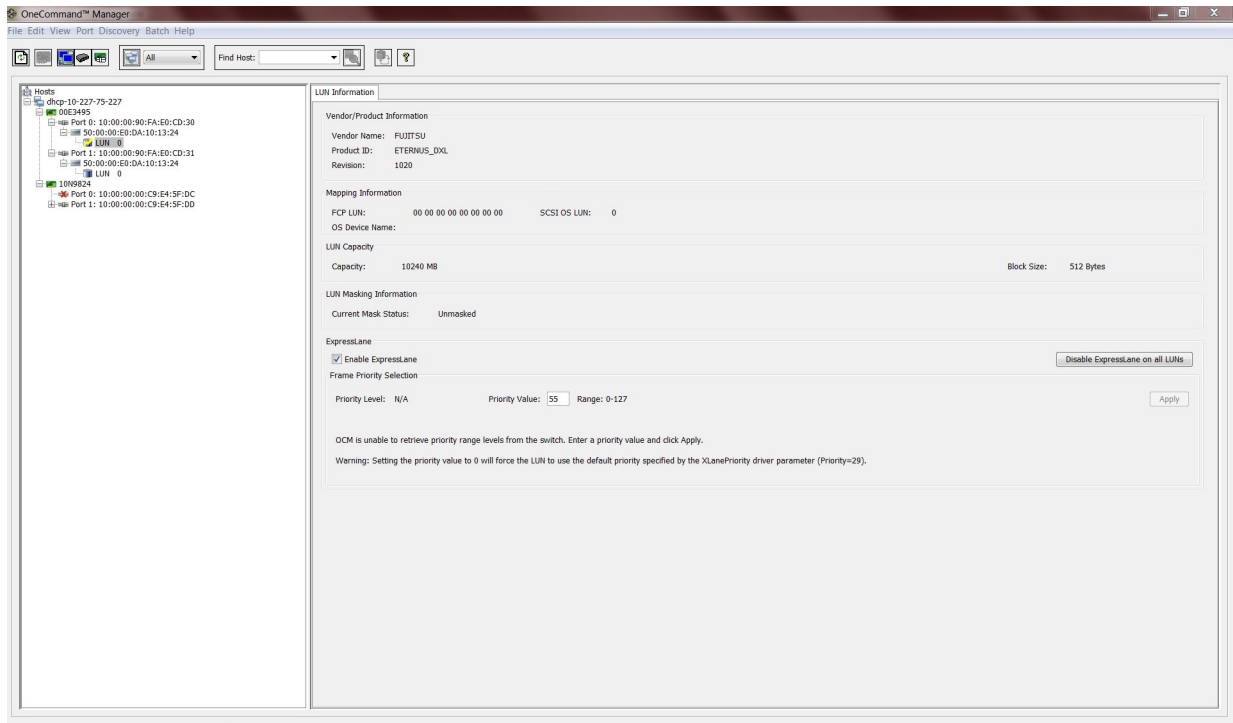 OneCommand™ Manager
File Edit View Port Discovery Batch Help
All
Find Host:
Hosts
dhcp-10-227-75-227
00E3495
Port 0: 10:00:00:90:FA:E0:CD:30
50:00:00:E0:DA:10:13:24
LUN 0
Port 1: 10:00:00:90:FA:E0:CD:31
50:00:00:E0:DA:10:13:24
LUN 0
10N9824
Port 0: 10:00:00:00:C9:E4:5F:DC
Port 1: 10:00:00:00:C9:E4:5F:DD
LUN Information
Vendor/Product Information
Vendor Name: FUJITSU
Product ID: ETERNUS_DXL
Revision: 1020
Mapping Information
FCP LUN: 00 00 00 00 00 00 00 00 SCSI OS LUN: 0
OS Device Name:
LUN Capacity
Capacity: 10240 MB Block Size: 512 Bytes
LUN Masking Information
Current Mask Status: Unmasked
ExpressLane
Enable ExpressLane Disable ExpressLane on all LUNs
Frame Priority Selection
Priority Level: N/A Priority Value: 55 Range: 0-127 Apply
OCM is unable to retrieve priority range levels from the switch. Enter a priority value and click Apply.
Warning: Setting the priority value to 0 will force the LUN to use the default priority specified by the XLanePriority driver parameter (Priority=29).